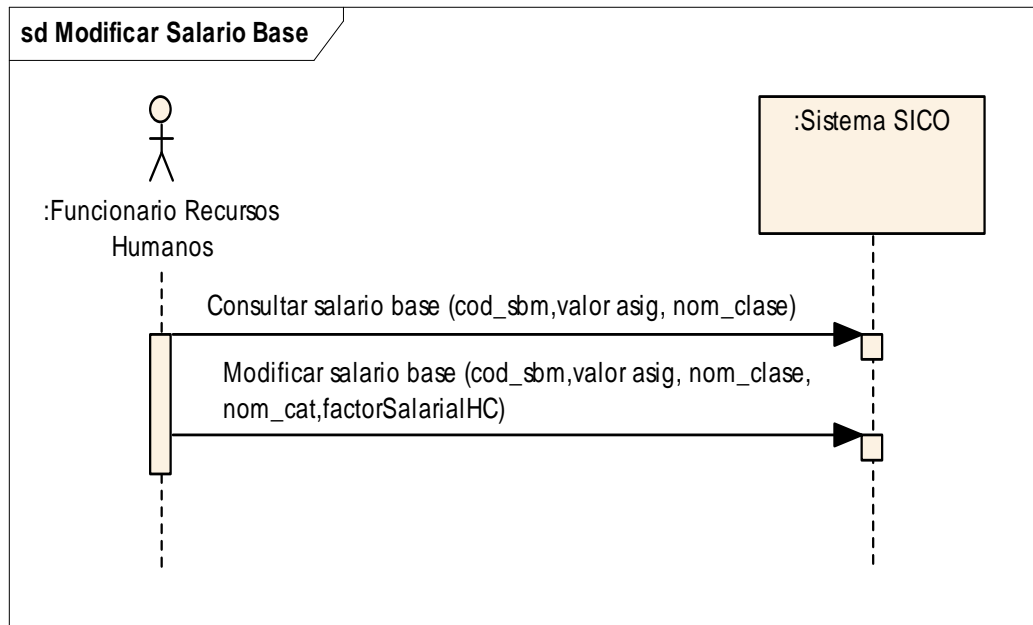 sd Modificar Salario Base
:Funcionario Recursos
Humanos
:Sistema SICO
Consultar salario base (cod_sbm,valor asig, nom_clase)
Modificar salario base (cod_sbm,valor asig, nom_clase,
nom_cat,factorSalarialHC)